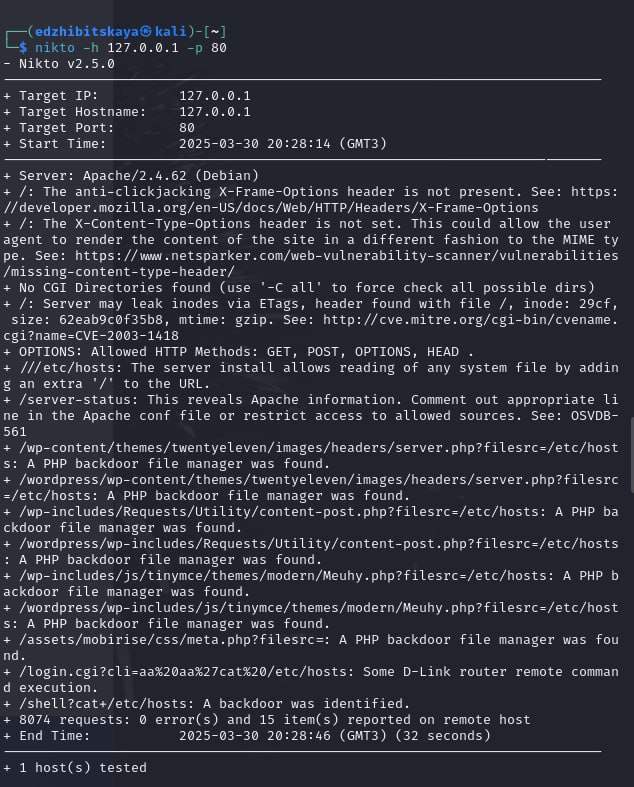 ┌──(edzhibitskaya㉿kali)-[~]
└─$ nikto -h 127.0.0.1 -p 80
- Nikto v2.5.0
+ Target IP:          127.0.0.1
+ Target Hostname:    127.0.0.1
+ Target Port:        80
+ Start Time:         2025-03-30 20:28:14 (GMT3)
+ Server: Apache/2.4.62 (Debian)
+ /: The anti-clickjacking X-Frame-Options header is not present. See: https:
//developer.mozilla.org/en-US/docs/Web/HTTP/Headers/X-Frame-Options
+ /: The X-Content-Type-Options header is not set. This could allow the user
agent to render the content of the site in a different fashion to the MIME ty
pe. See: https://www.netsparker.com/web-vulnerability-scanner/vulnerabilities
/missing-content-type-header/
+ No CGI Directories found (use '-C all' to force check all possible dirs)
+ /: Server may leak inodes via ETags, header found with file /, inode: 29cf,
 size: 62eab9c0f35b8, mtime: gzip. See: http://cve.mitre.org/cgi-bin/cvename.
cgi?name=CVE-2003-1418
+ OPTIONS: Allowed HTTP Methods: GET, POST, OPTIONS, HEAD .
+ ///etc/hosts: The server install allows reading of any system file by addin
g an extra '/' to the URL.
+ /server-status: This reveals Apache information. Comment out appropriate li
ne in the Apache conf file or restrict access to allowed sources. See: OSVDB-
561
+ /wp-content/themes/twentyeleven/images/headers/server.php?filesrc=/etc/host
s: A PHP backdoor file manager was found.
+ /wordpress/wp-content/themes/twentyeleven/images/headers/server.php?filesrc
=/etc/hosts: A PHP backdoor file manager was found.
+ /wp-includes/Requests/Utility/content-post.php?filesrc=/etc/hosts: A PHP ba
ckdoor file manager was found.
+ /wordpress/wp-includes/Requests/Utility/content-post.php?filesrc=/etc/hosts
: A PHP backdoor file manager was found.
+ /wp-includes/js/tinymce/themes/modern/Meuhy.php?filesrc=/etc/hosts: A PHP b
ackdoor file manager was found.
+ /wordpress/wp-includes/js/tinymce/themes/modern/Meuhy.php?filesrc=/etc/host
s: A PHP backdoor file manager was found.
+ /assets/mobirise/css/meta.php?filesrc=: A PHP backdoor file manager was fou
nd.
+ /login.cgi?cli=aa%20aa%27cat%20/etc/hosts: Some D-Link router remote comman
d execution.
+ /shell?cat+/etc/hosts: A backdoor was identified.
+ 8074 requests: 0 error(s) and 15 item(s) reported on remote host
+ End Time:           2025-03-30 20:28:46 (GMT3) (32 seconds)
+ 1 host(s) tested